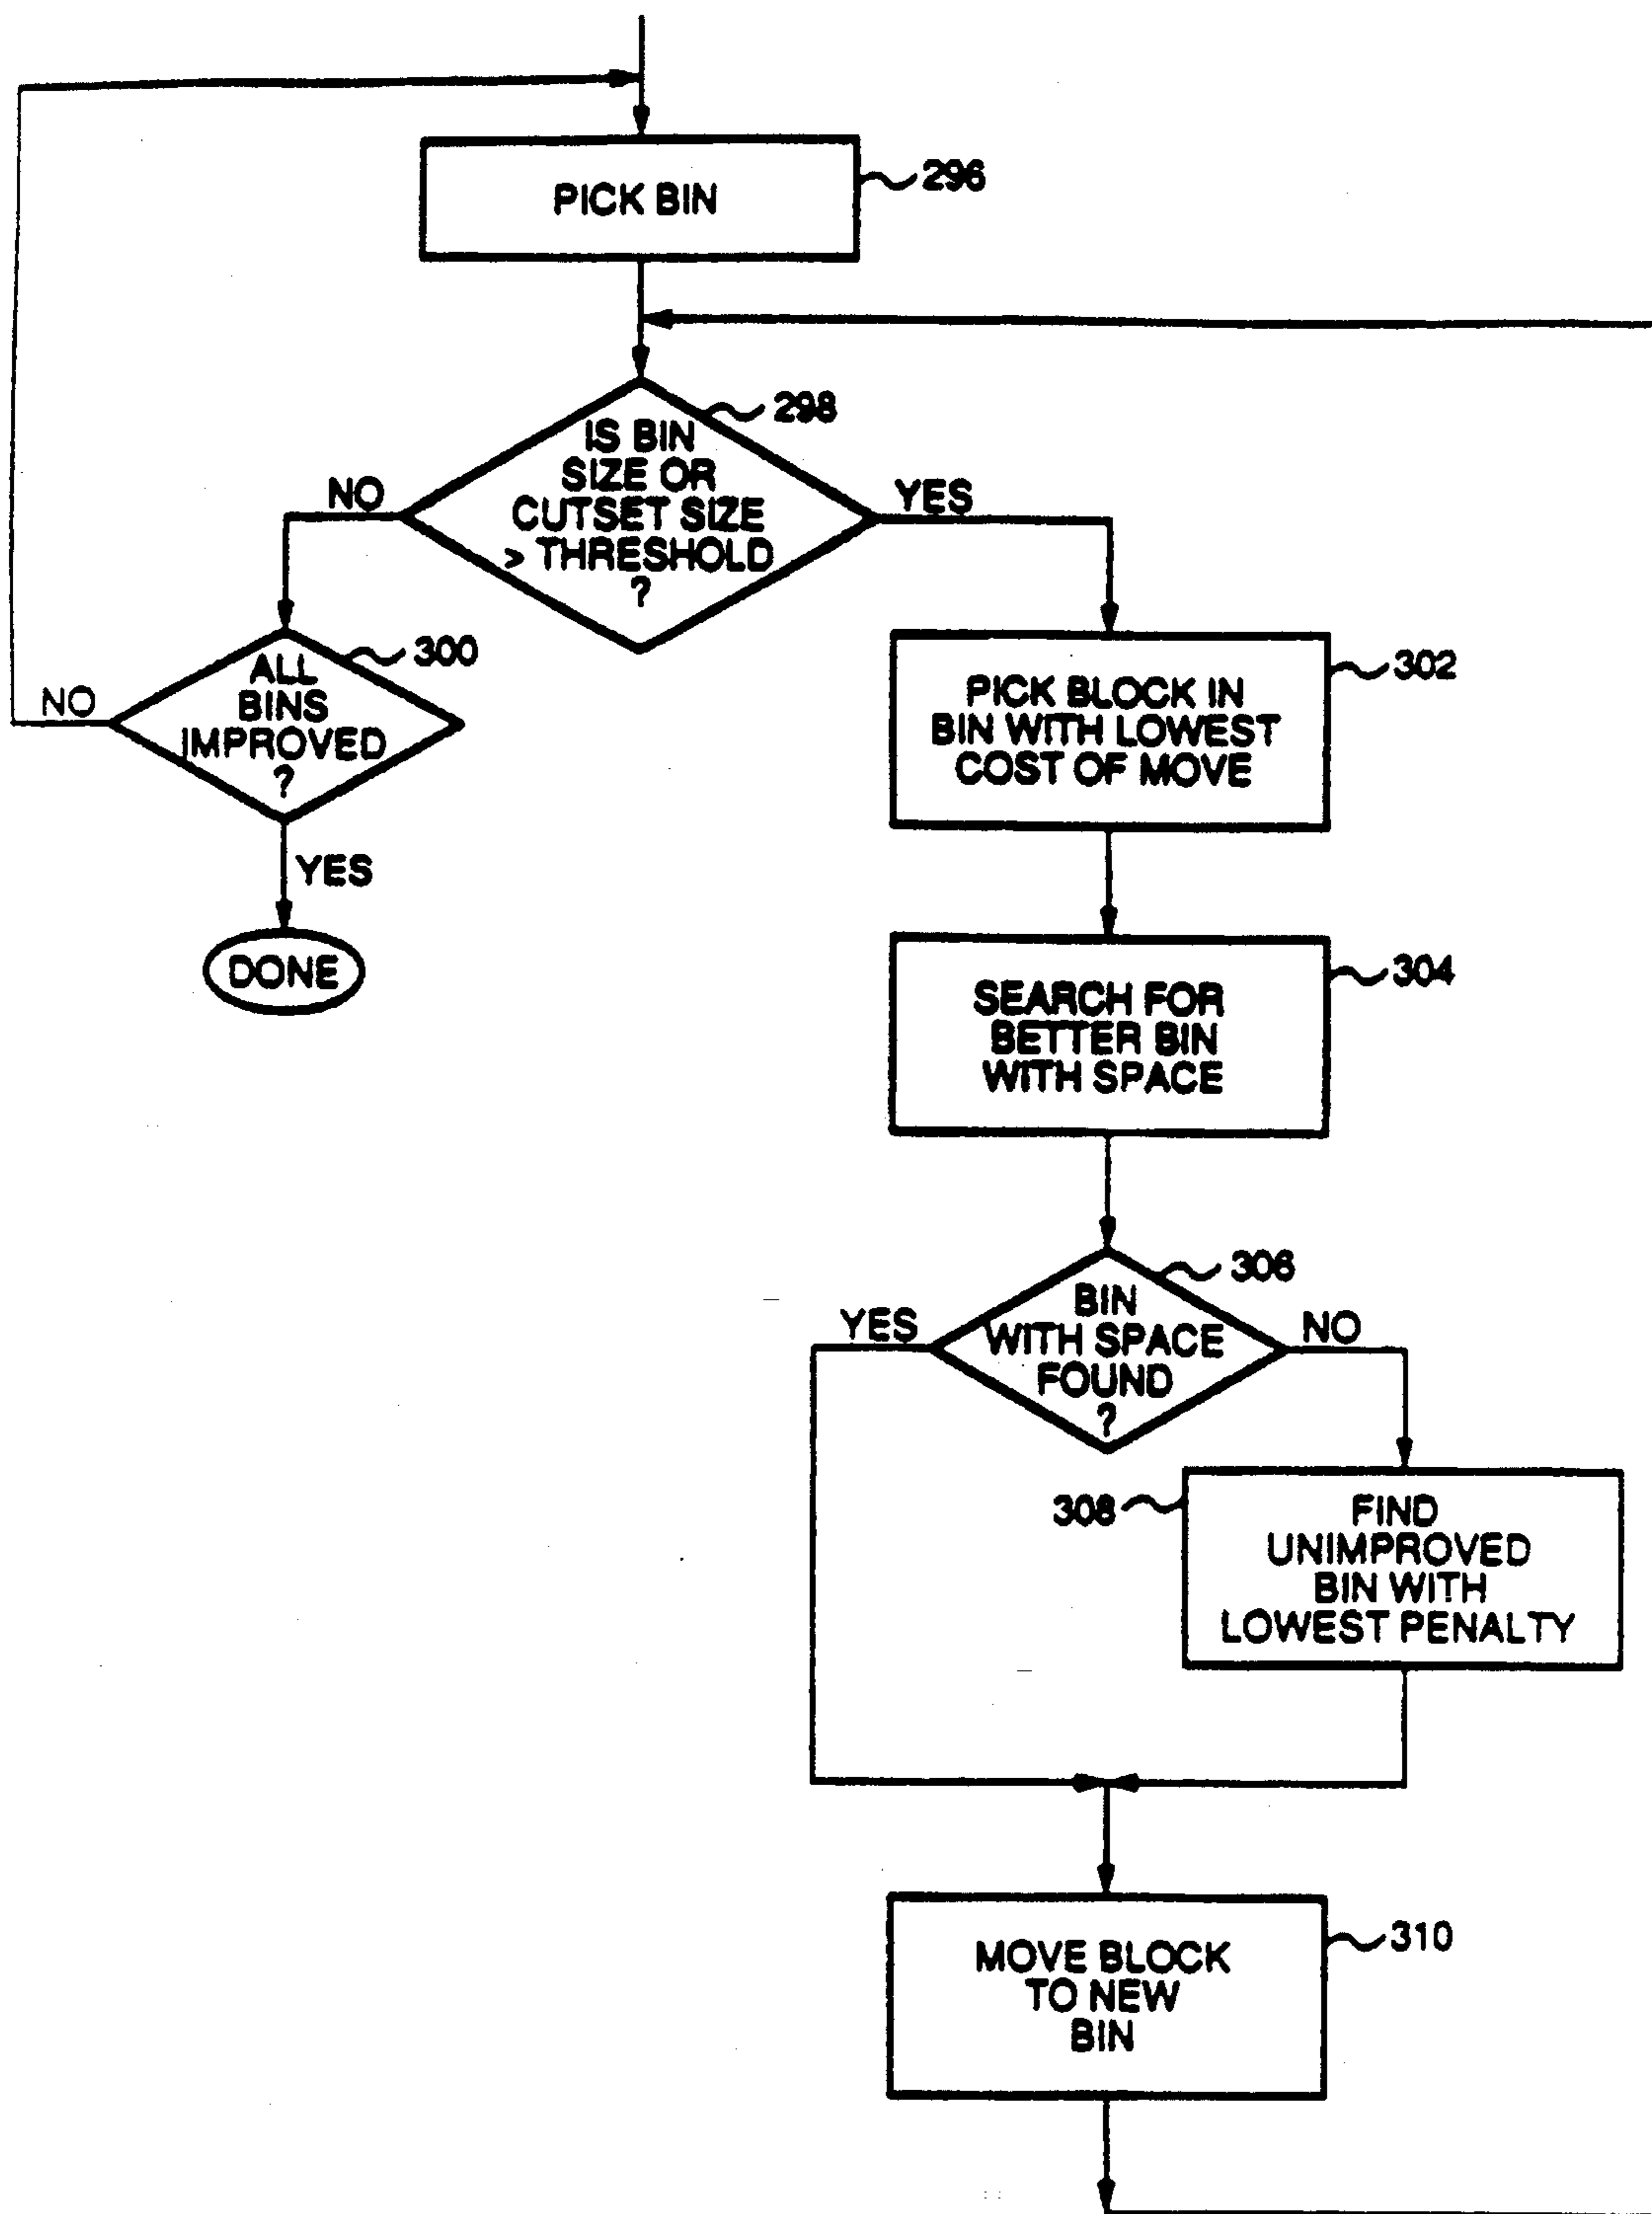 PICK BIN
296
298
IS BIN
SIZE OR
CUTSET SIZE
> THRESHOLD
?
NO
YES
300
ALL
BINS
IMPROVED
?
NO
YES
DONE
302
PICK BLOCK IN
BIN WITH LOWEST
COST OF MOVE
304
SEARCH FOR
BETTER BIN
WITH SPACE
306
BIN
WITH SPACE
FOUND
?
YES
NO
308
FIND
UNIMPROVED
BIN WITH
LOWEST PENALTY
310
MOVE BLOCK
TO NEW
BIN